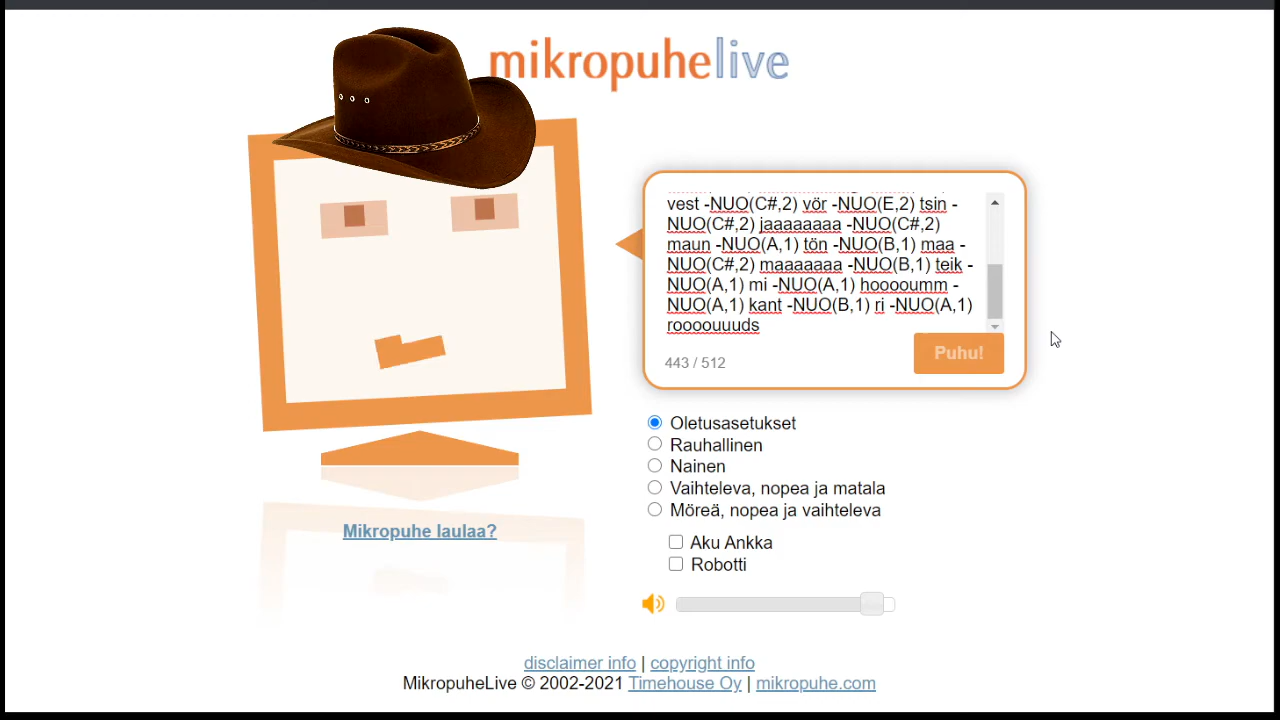 mikropuhelive
vest -NUO(C#,2) vör -NUO(E,2) tsin -
NUO(C#,2) jaaaaaaaa -NUO(C#,2)
maun -NUO(A,1) tön -NUO(B,1) maa -
NUO(C#,2) maaaaaaa -NUO(B,1) teik -
NUO(A,1) mi -NUO(A,1) hooooumm -
NUO(A,1) kant -NUO(B,1) ri -NUO(A,1)
roooouuuds
443 / 512
Puhu!
Oletusasetukset
Rauhallinen
Nainen
Vaihteleva, nopea ja matala
Möreä, nopea ja vaihteleva
Mikropuhe laulaa?
Aku Ankka
Robotti
disclaimer info | copyright info
MikropuheLive © 2002-2021 Timehouse Oy | mikropuhe.com